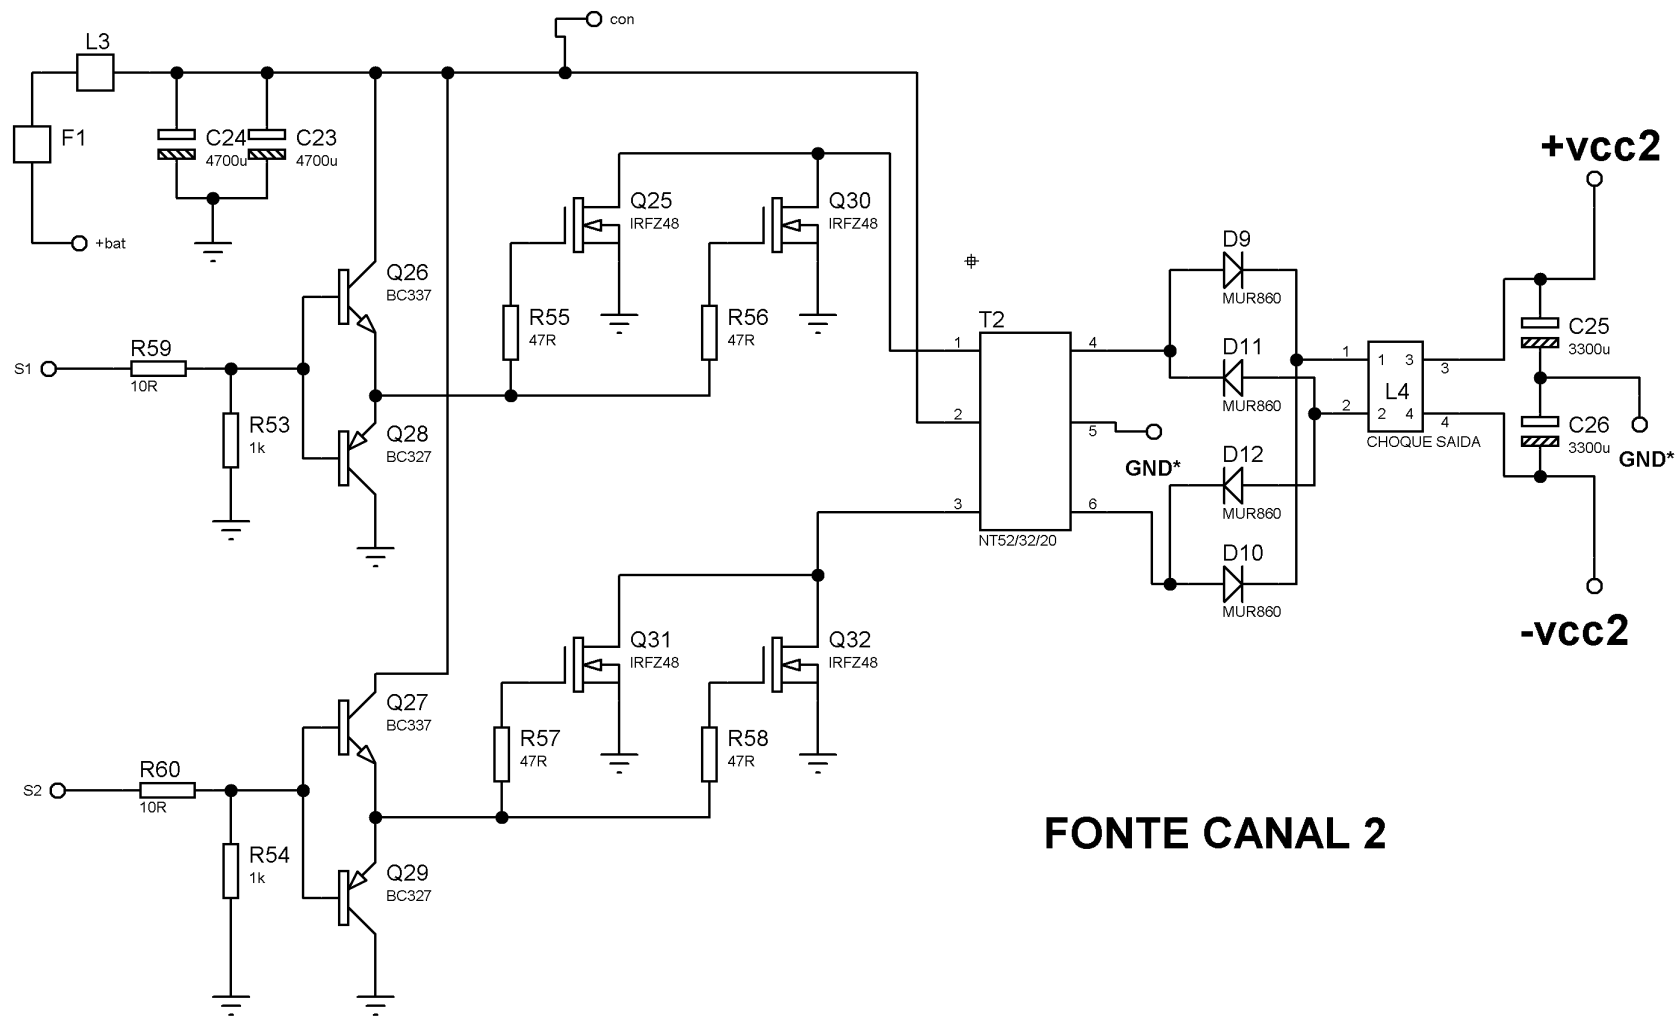 con
L3
F1
C24
4700u
C23
4700u
+bat
+vcc2
Q25
IRFZ48
Q30
IRFZ48
D9
MUR860
Q26
BC337
R55
47R
R56
47R
T2
1
4
2
5
3
6
NT52/32/20
D11
MUR860
1
1 3
3
L4
2
2 4
4
CHOQUE SAIDA
C25
3300u
C26
3300u
GND*
S1
R59
10R
R53
1k
Q28
BC327
GND*
D12
MUR860
D10
MUR860
-vcc2
Q31
IRFZ48
Q32
IRFZ48
Q27
BC337
R57
47R
R58
47R
S2
R60
10R
R54
1k
Q29
BC327
FONTE CANAL 2